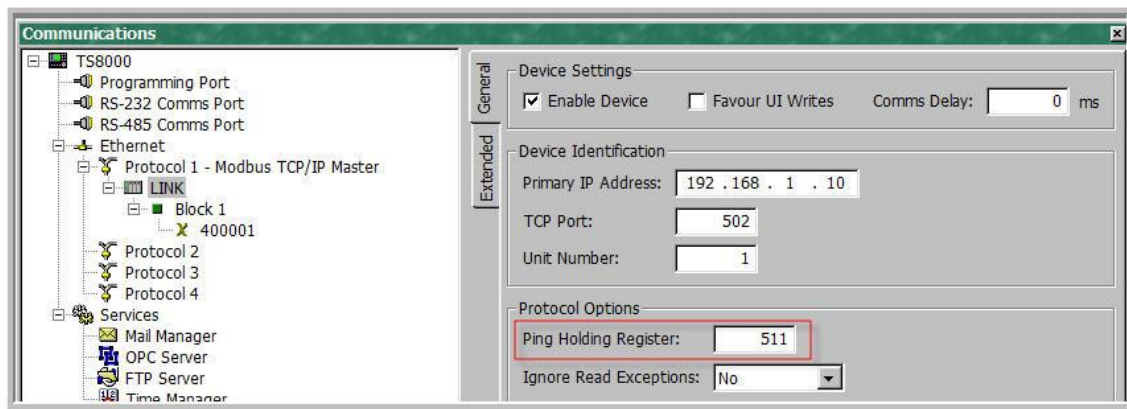 Communications
TS8000
Programming Port
RS-232 Comms Port
RS-485 Comms Port
Ethernet
Protocol 1 - Modbus TCP/IP Master
LINK
Block 1
400001
Protocol 2
Protocol 3
Protocol 4
Services
Mail Manager
OPC Server
FTP Server
Time Manager
General
Extended
Device Settings
Enable Device Favour UI Writes Comms Delay: 0 ms
Device Identification
Primary IP Address: 192 . 168 . 1 . 10
TCP Port: 502
Unit Number: 1
Protocol Options
Ping Holding Register: 511
Ignore Read Exceptions: No